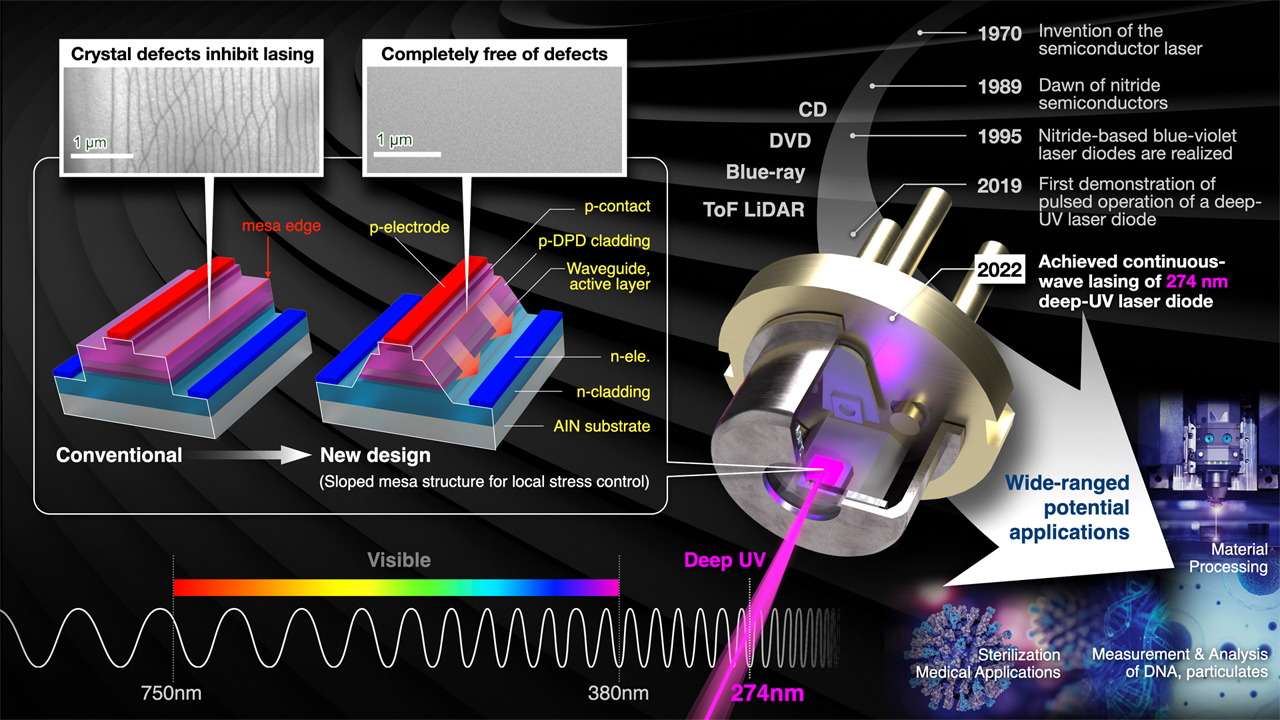 Crystal defects inhibit lasing
1 μm
Completely free of defects
1 μm
mesa edge
p-electrode
p-contact
p-DPD cladding
Waveguide,
active layer
n-ele.
n-cladding
AlN substrate
Conventional
New design
(Sloped mesa structure for local stress control)
CD
DVD
Blue-ray
ToF LiDAR
1970
Invention of the
semiconductor laser
1989
Dawn of nitride
semiconductors
1995
Nitride-based blue-violet
laser diodes are realized
2019
First demonstration of
pulsed operation of a deep-
UV laser diode
2022
Achieved continuous-
wave lasing of 274 nm
deep-UV laser diode
Wide-ranged
potential
applications
Material
Processing
Sterilization
Medical Applications
Measurement & Analysis
of DNA, particulates
Visible
Deep UV
750nm
380nm
274nm